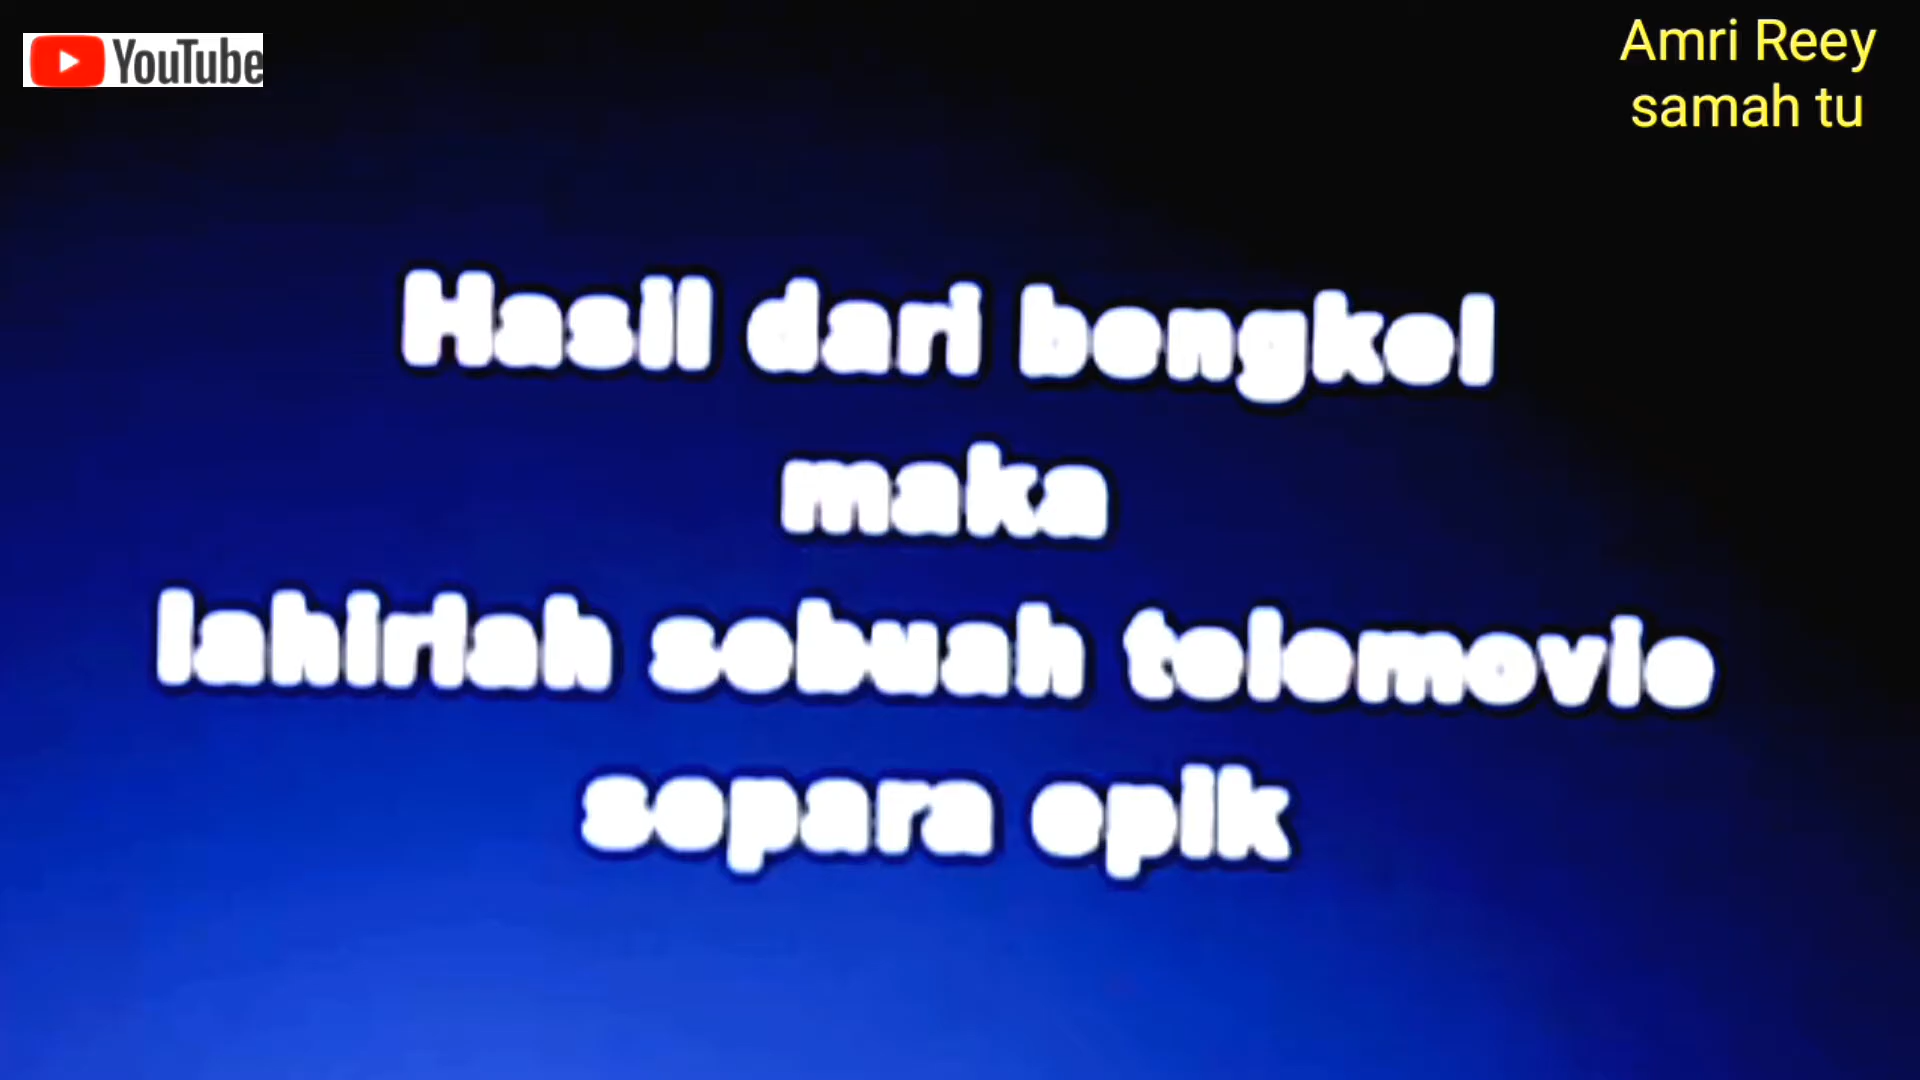 YouTube
Amri Reey
samah tu
Hasil dari bengkel
maka
lahirlah sebuah telemovie
separa epik